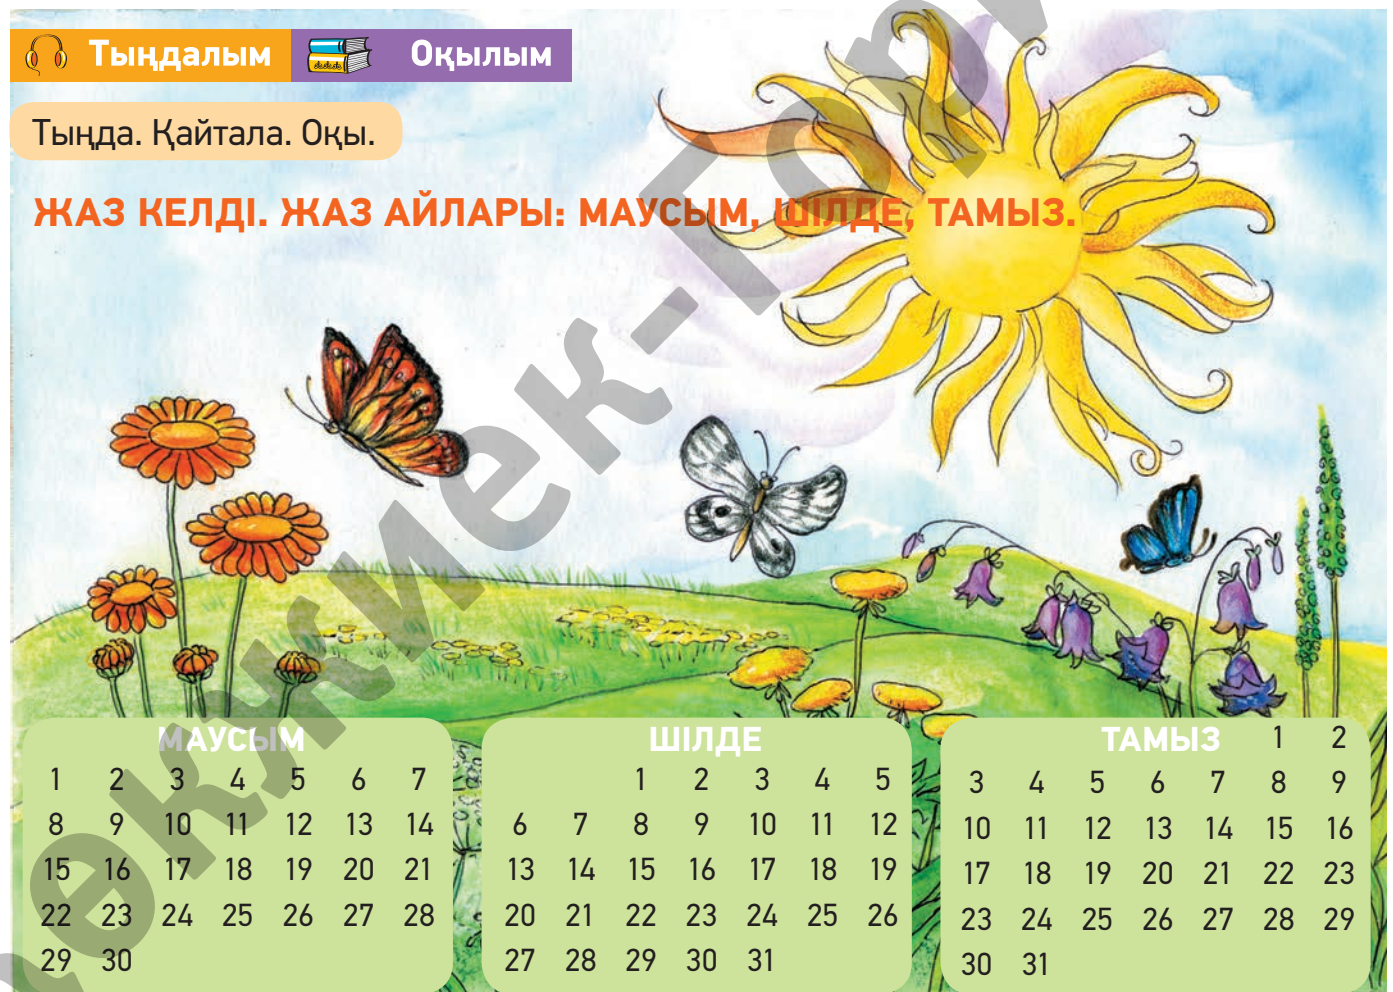 Тыңдалым
Оқылым
Тыңда. Қайтала. Оқы.
ЖАЗ КЕЛДІ. ЖАЗ АЙЛАРЫ: МАУСЫМ, ШІЛДЕ, ТАМЫЗ.
МАУСЫМ
1 2 3 4 5 6 7
8 9 10 11 12 13 14
15 16 17 18 19 20 21
22 23 24 25 26 27 28
29 30
ШІЛДЕ
1 2 3 4 5
6 7 8 9 10 11 12
13 14 15 16 17 18 19
20 21 22 23 24 25 26
27 28 29 30 31
ТАМЫЗ 1 2
3 4 5 6 7 8 9
10 11 12 13 14 15 16
17 18 19 20 21 22 23
23 24 25 26 27 28 29
30 31